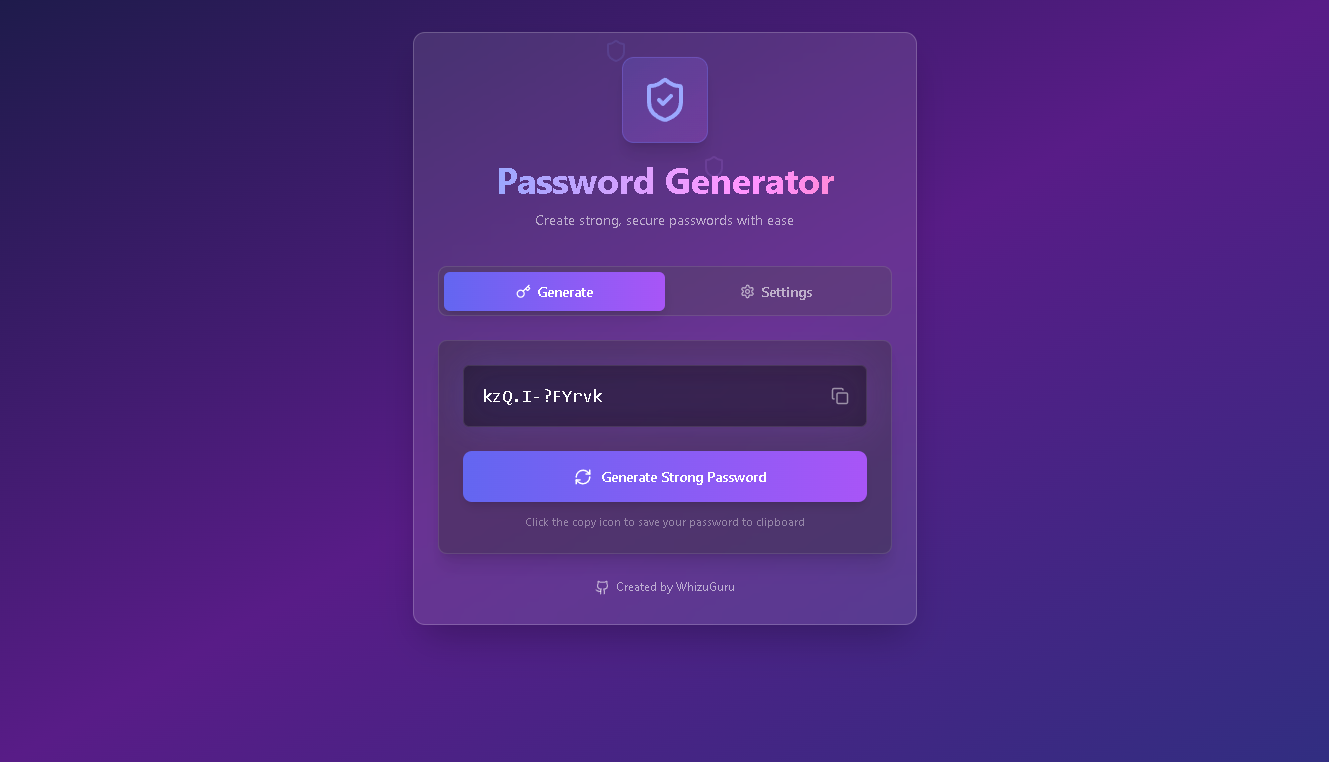 Password Generator
Create strong, secure passwords with ease
Generate
Settings
kzQ.I-?FYrvk
Generate Strong Password
Click the copy icon to save your password to clipboard
Created by WhizuGuru